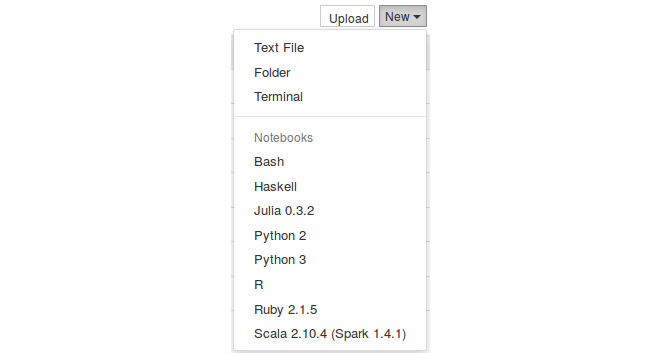 Upload New
Text File
Folder
Terminal
Notebooks
Bash
Haskell
Julia 0.3.2
Python 2
Python 3
R
Ruby 2.1.5
Scala 2.10.4 (Spark 1.4.1)